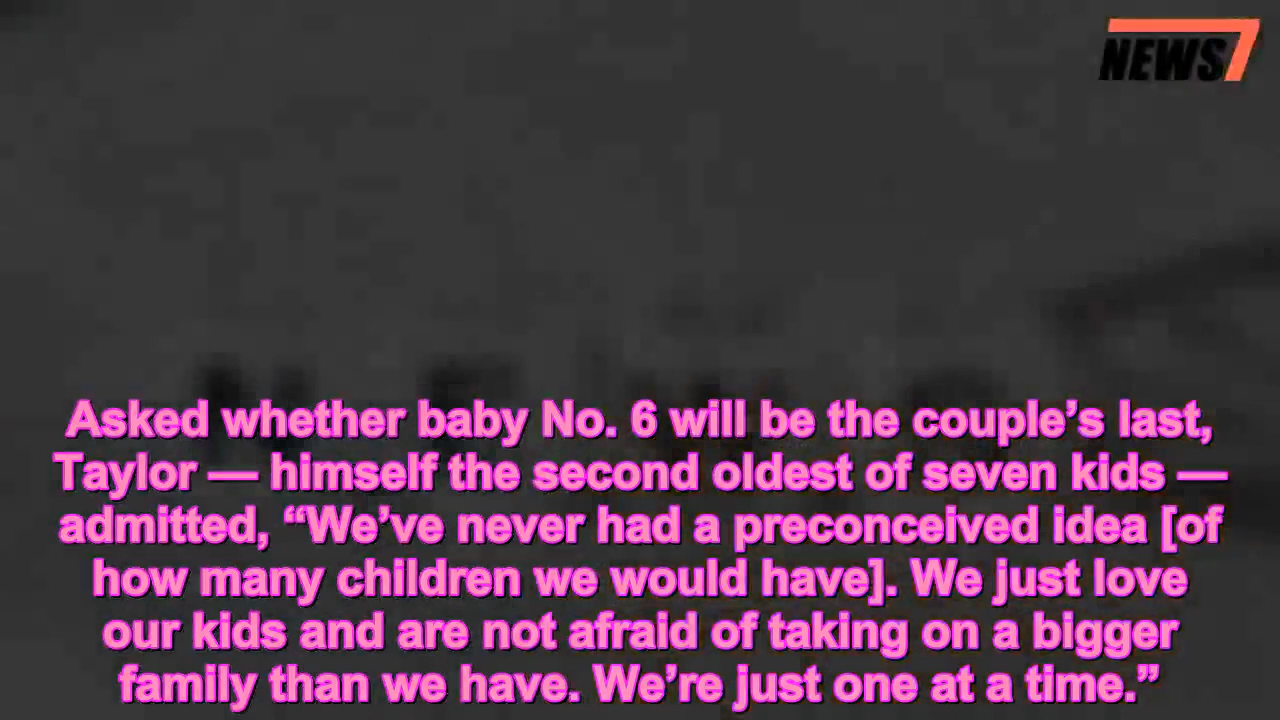 NEWS7
Asked whether baby No. 6 will be the couple’s last,
Taylor — himself the second oldest of seven kids —
admitted, “We’ve never had a preconceived idea [of
how many children we would have]. We just love
our kids and are not afraid of taking on a bigger
family than we have. We’re just one at a time.”